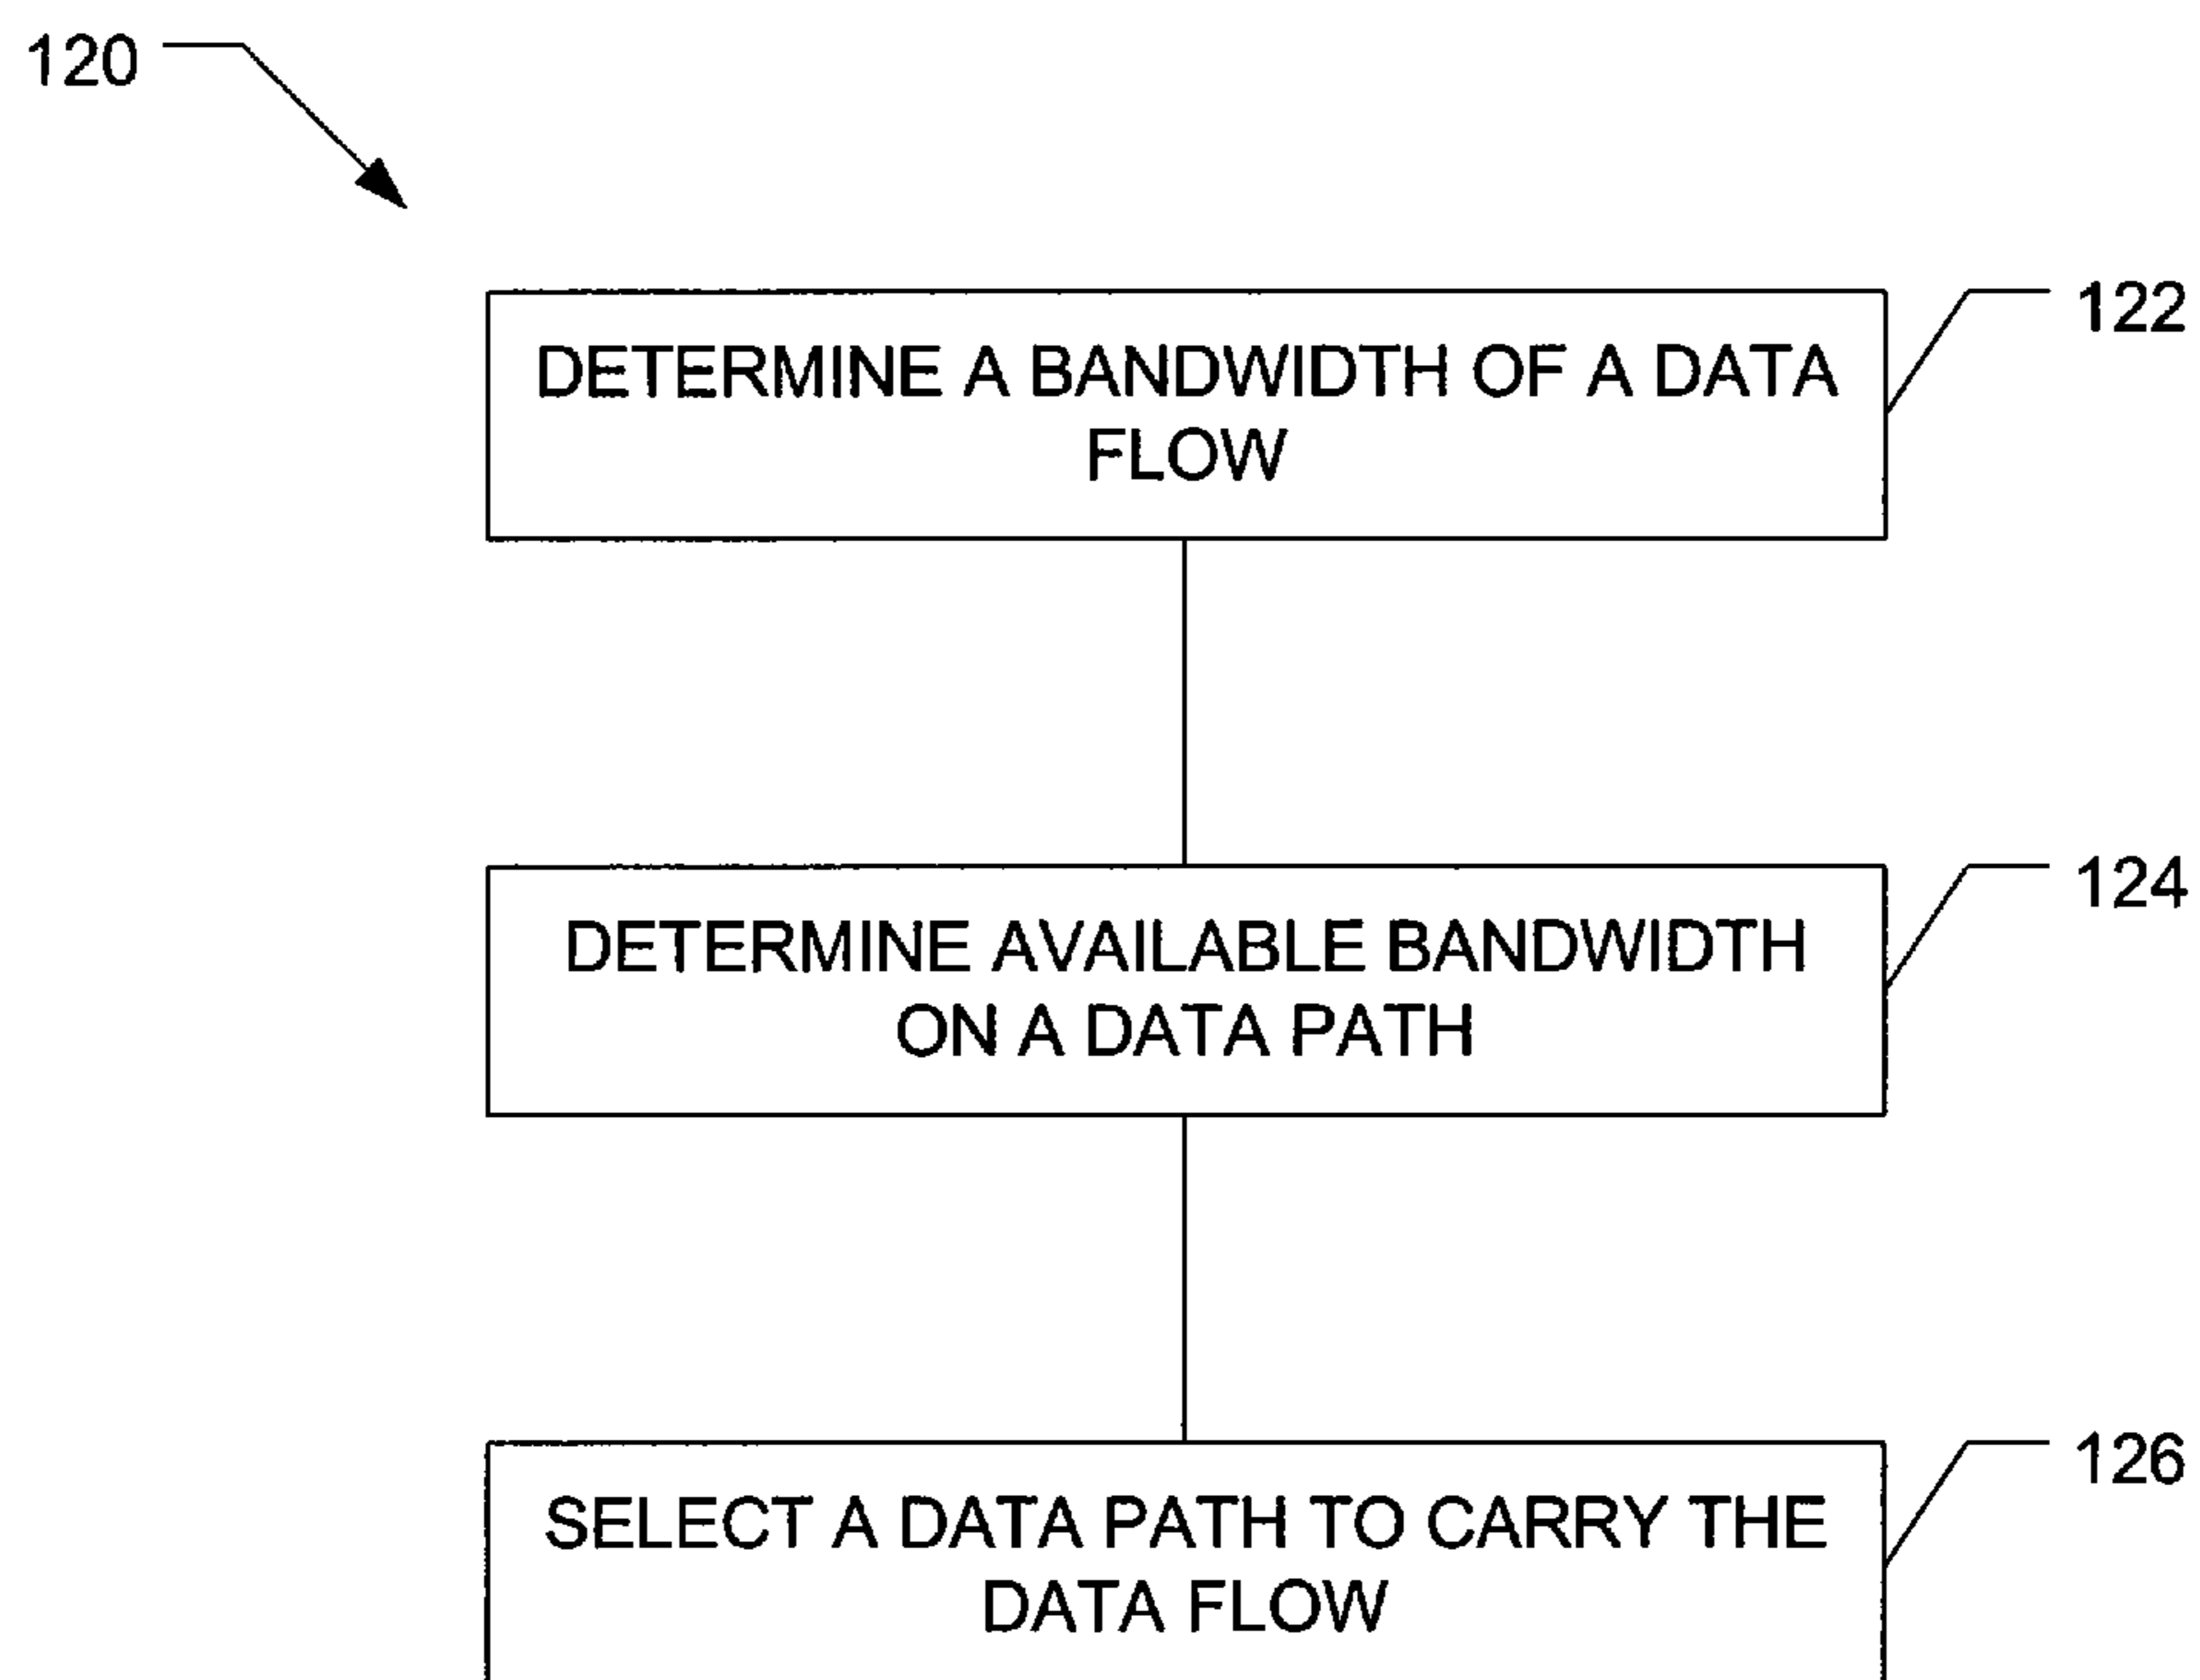 120
122
DETERMINE A BANDWIDTH OF A DATA
FLOW
124
DETERMINE AVAILABLE BANDWIDTH
ON A DATA PATH
126
SELECT A DATA PATH TO CARRY THE
DATA FLOW